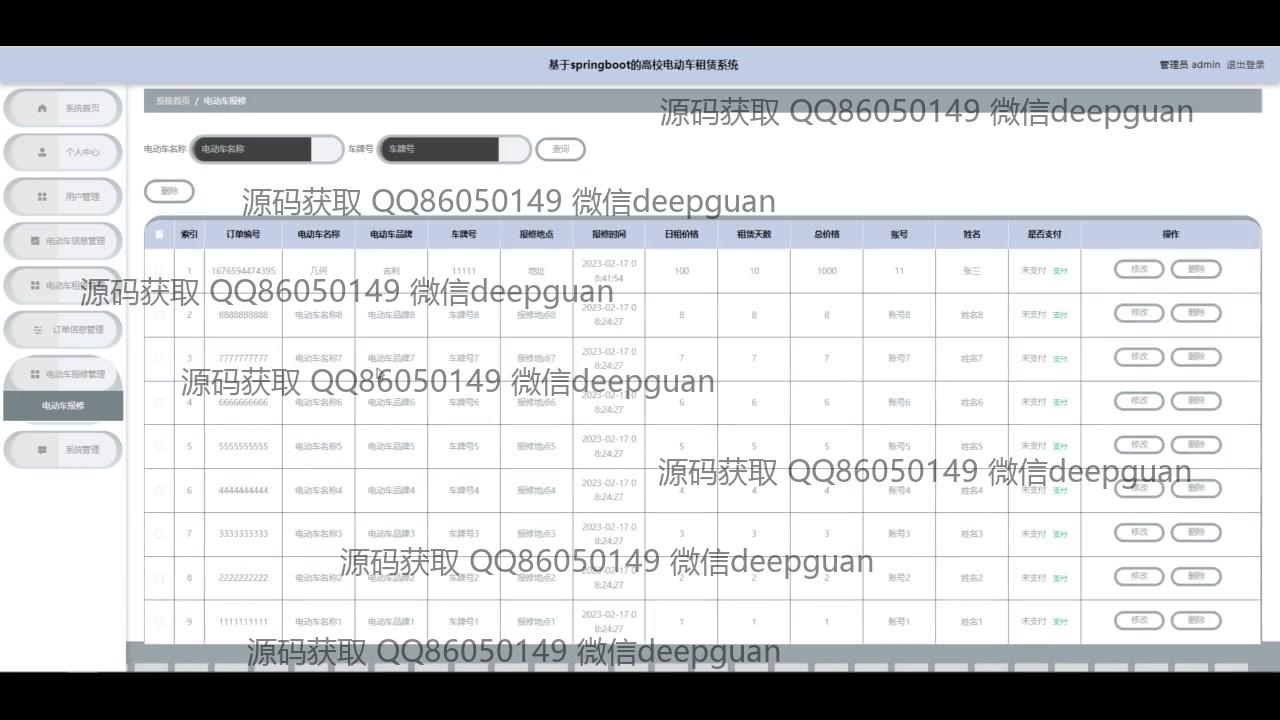 基于springboot的高校电动车租赁系统
管理员 admin 退出登录
系统首页
个人中心
用户管理
电动车信息管理
电动车租
订单信息管理
电动车报修管理
电动车报修
系统管理
系统首页 / 电动车报修
源码获取 QQ86050149 微信deepguan
电动车名称 电动车名称 车牌号 车牌号 查询
删除
源码获取 QQ86050149 微信deepguan
索引 订单编号 电动车名称 电动车品牌 车牌号 报修地点 报修时间 日租价格 租赁天数 总价格 账号 姓名 是否支付 操作
1 1676594474395 几何 吉利 11111 地址 2023-02-17 08:41:54 100 10 1000 11 张三 未支付 支付 修改 删除
源码获取 QQ86050149 微信deepguan
2 8888888888 电动车名称8 电动车品牌8 车牌号8 报修地点8 2023-02-17 08:24:27 8 8 8 账号8 姓名8 未支付 支付 修改 删除
3 7777777777 电动车名称7 电动车品牌7 车牌号7 报修地点7 2023-02-17 08:24:27 7 7 7 账号7 姓名7 未支付 支付 修改 删除
源码获取 QQ86050149 微信deepguan
4 6666666666 电动车名称6 电动车品牌6 车牌号6 报修地点6 2023-02-17 08:24:27 6 6 6 账号6 姓名6 未支付 支付 修改 删除
5 5555555555 电动车名称5 电动车品牌5 车牌号5 报修地点5 2023-02-17 08:24:27 5 5 5 账号5 姓名5 未支付 支付 修改 删除
源码获取 QQ86050149 微信deepguan
6 4444444444 电动车名称4 电动车品牌4 车牌号4 报修地点4 2023-02-17 08:24:27 4 4 4 账号4 姓名4 未支付 支付 修改 删除
7 3333333333 电动车名称3 电动车品牌3 车牌号3 报修地点3 2023-02-17 08:24:27 3 3 3 账号3 姓名3 未支付 支付 修改 删除
源码获取 QQ86050149 微信deepguan
8 2222222222 电动车名称2 电动车品牌2 车牌号2 报修地点2 2023-02-17 08:24:27 2 2 2 账号2 姓名2 未支付 支付 修改 删除
9 1111111111 电动车名称1 电动车品牌1 车牌号1 报修地点1 2023-02-17 08:24:27 1 1 1 账号1 姓名1 未支付 支付 修改 删除
源码获取 QQ86050149 微信deepguan